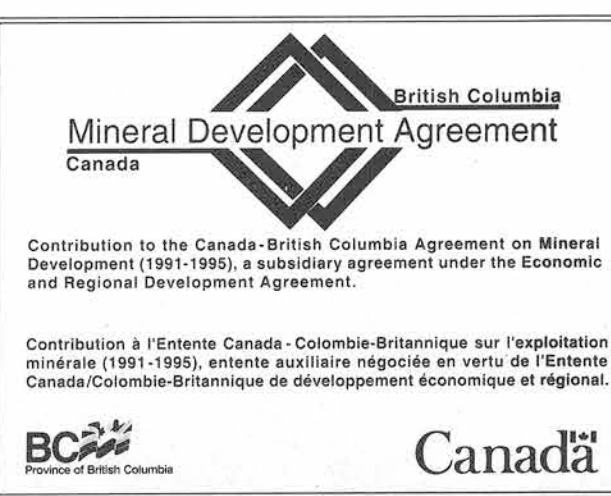 British Columbia
Mineral Development Agreement
Canada
Contribution to the Canada-British Columbia Agreement on Mineral
Development (1991-1995), a subsidiary agreement under the Economic
and Regional Development Agreement.
Contribution à l'Entente Canada - Colombie-Britannique sur l'exploitation
minérale (1991-1995), entente auxiliaire négociée en vertu de l'Entente
Canada/Colombie-Britannique de développement économique et régional.
BC
Province of British Columbia
Canada